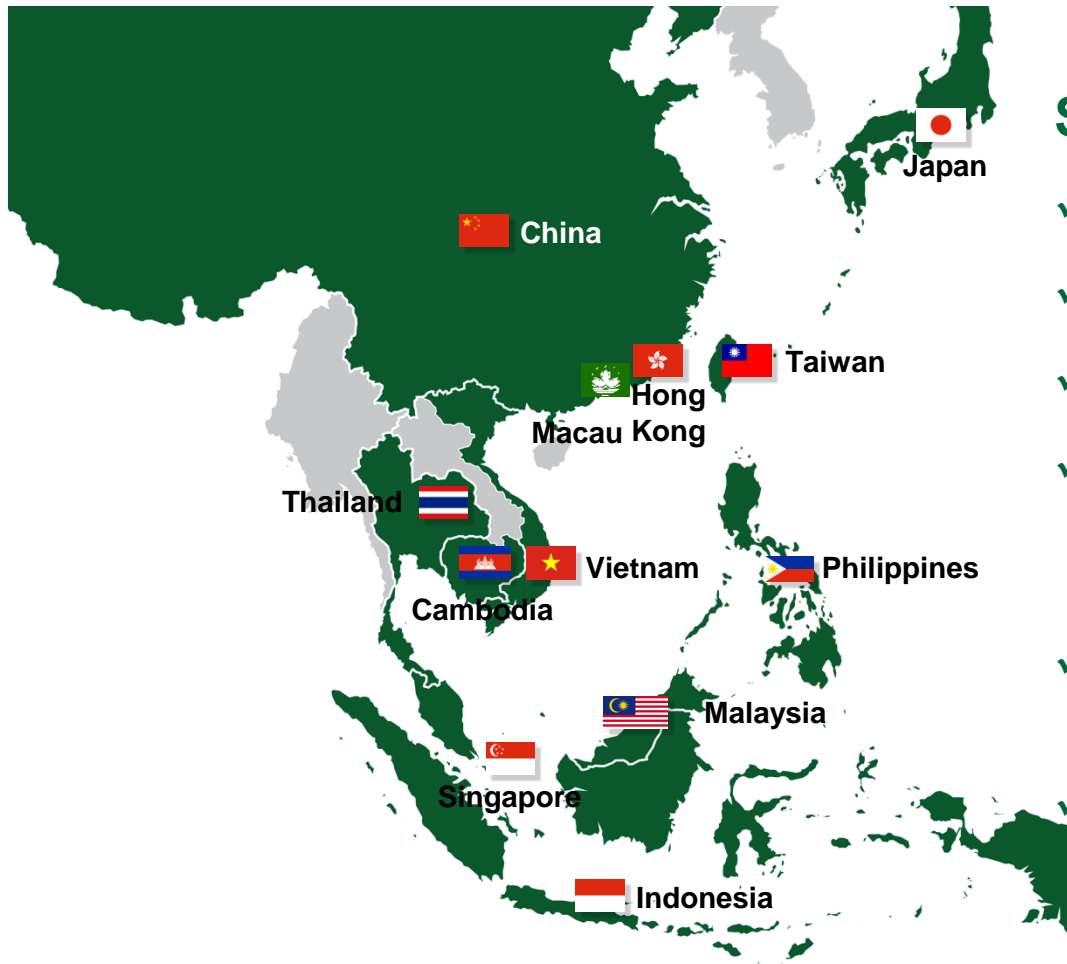 S
Japan
China
Taiwan
Hong
Kong
Macau
Thailand
Vietnam
Philippines
Cambodia
Malaysia
Singapore
Indonesia